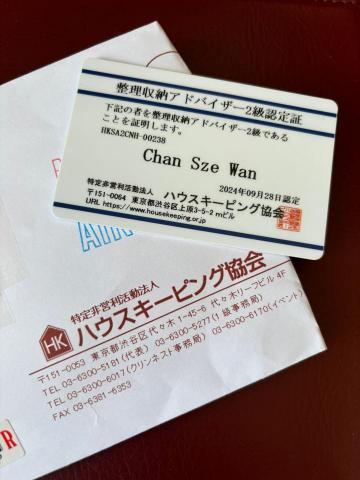 整理収納アドバイザー2級認定証
下記の者を整理収納アドバイザー2級である
ことを証明します。
HKSA2CNH-00238
Chan Sze Wan
2024年09月28日認定
特定非営利活動法人 ハウスキーピング協会
〒151-0064 東京都渋谷区上原3-5-2 mビル
URL https://www.housekeeping.or.jp
AIR
HK
特定非営利活動法人
ハウスキーピング協会
〒151-0053 東京都渋谷区代々木1-45-6 代々木リーフビル 4F
TEL 03-6300-5181(代表) 03-6300-5277(1級事務局)
TEL 03-6300-6017(クリンネスト事務局) 03-6300-6170(イベント)
FAX 03-6381-6353
R